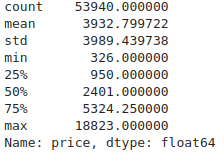 count    53940.000000
mean      3932.799722
std       3989.439738
min        326.000000
25%        950.000000
50%       2401.000000
75%       5324.250000
max      18823.000000
Name: price, dtype: float64